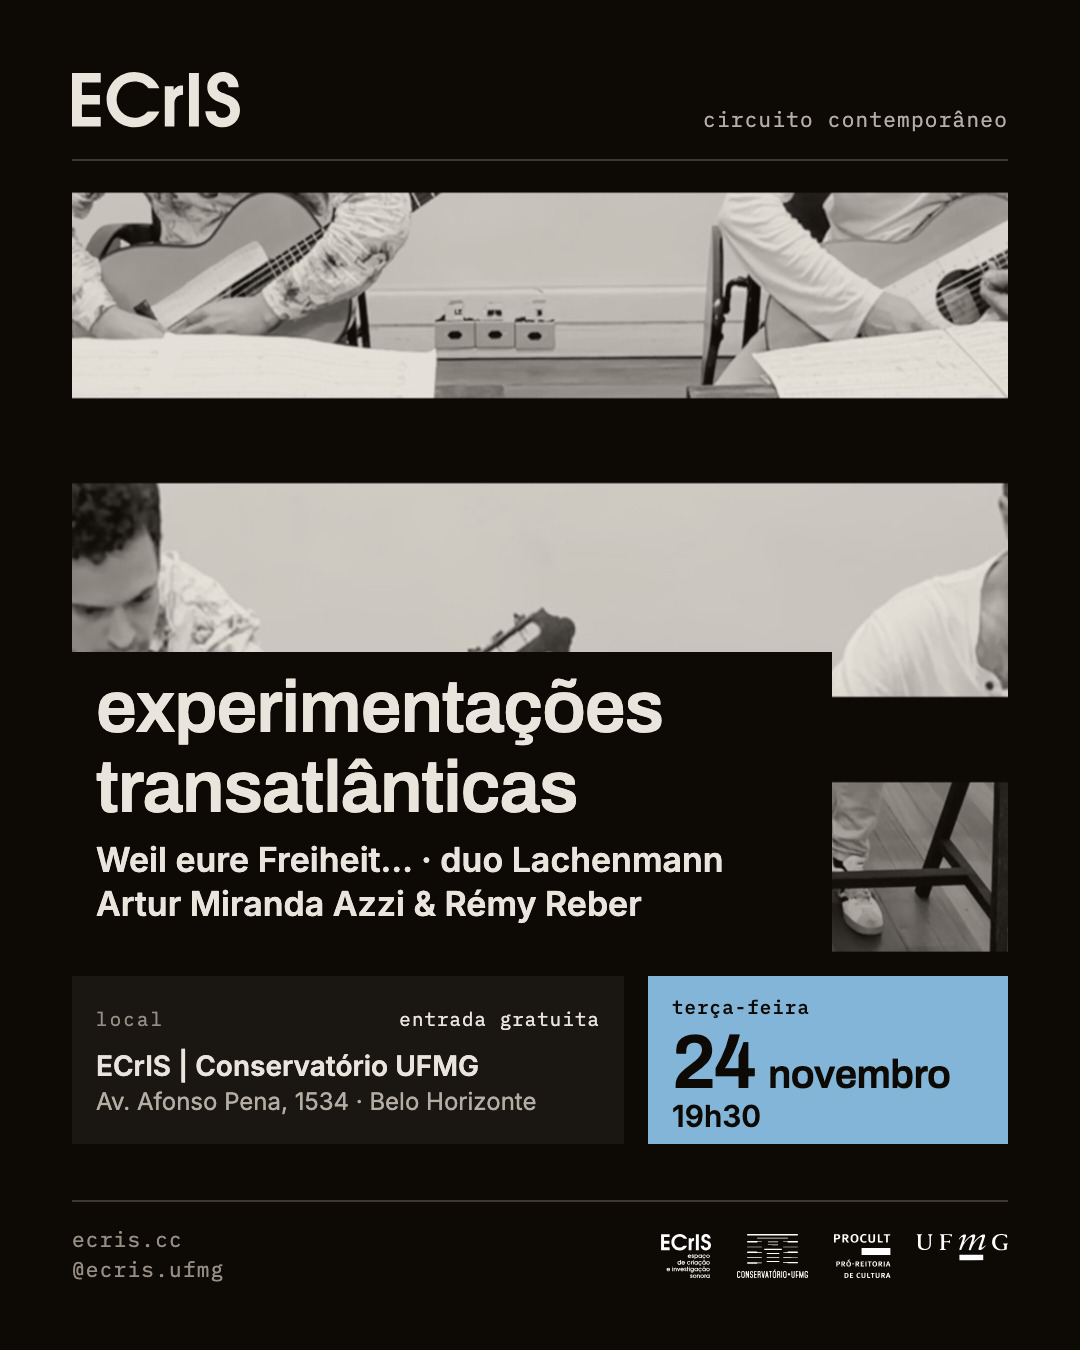 ECrIS
circuito contemporâneo
experimentações
transatlânticas
Weil eure Freiheit... · duo Lachenmann
Artur Miranda Azzi & Rémy Reber
local
entrada gratuita
ECrIS | Conservatório UFMG
Av. Afonso Pena, 1534 · Belo Horizonte
terça-feira
24 novembro
19h30
ecris.cc
@ecris.ufmg
ECrIS
espaço
de criação
e investigação
sonora
CONSERVATÓRIO•UFMG
PROCULT
PRÓ-REITORIA
DE CULTURA
UFmG